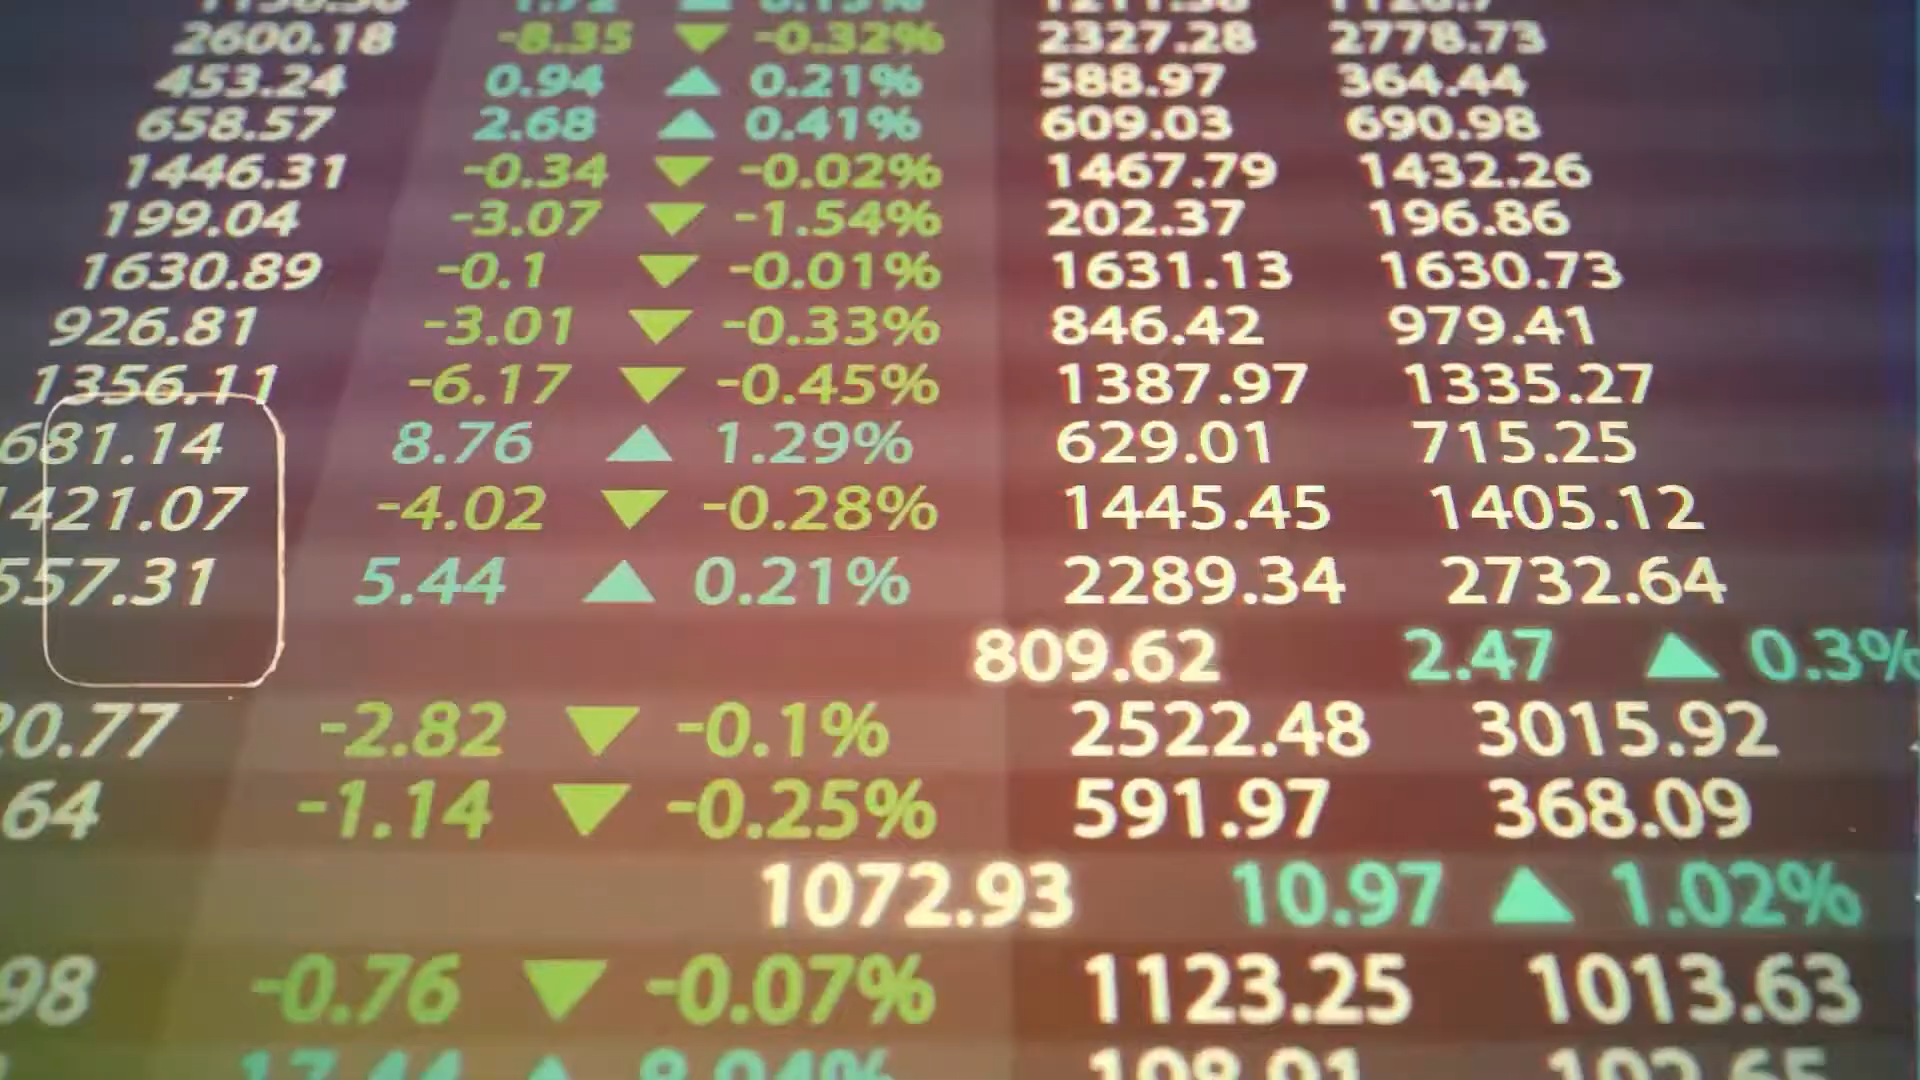 2600.18 -8.35 ▼ -0.32% 2327.28 2778.73
453.24 0.94 ▲ 0.21% 588.97 364.44
658.57 2.68 ▲ 0.41% 609.03 690.98
1446.31 -0.34 ▼ -0.02% 1467.79 1432.26
199.04 -3.07 ▼ -1.54% 202.37 196.86
1630.89 -0.1 ▼ -0.01% 1631.13 1630.73
926.81 -3.01 ▼ -0.33% 846.42 979.41
1356.11 -6.17 ▼ -0.45% 1387.97 1335.27
681.14 8.76 ▲ 1.29% 629.01 715.25
1421.07 -4.02 ▼ -0.28% 1445.45 1405.12
557.31 5.44 ▲ 0.21% 2289.34 2732.64
809.62 2.47 ▲ 0.3%
20.77 -2.82 ▼ -0.1% 2522.48 3015.92
.64 -1.14 ▼ -0.25% 591.97 368.09
1072.93 10.97 ▲ 1.02%
98 -0.76 ▼ -0.07% 1123.25 1013.63